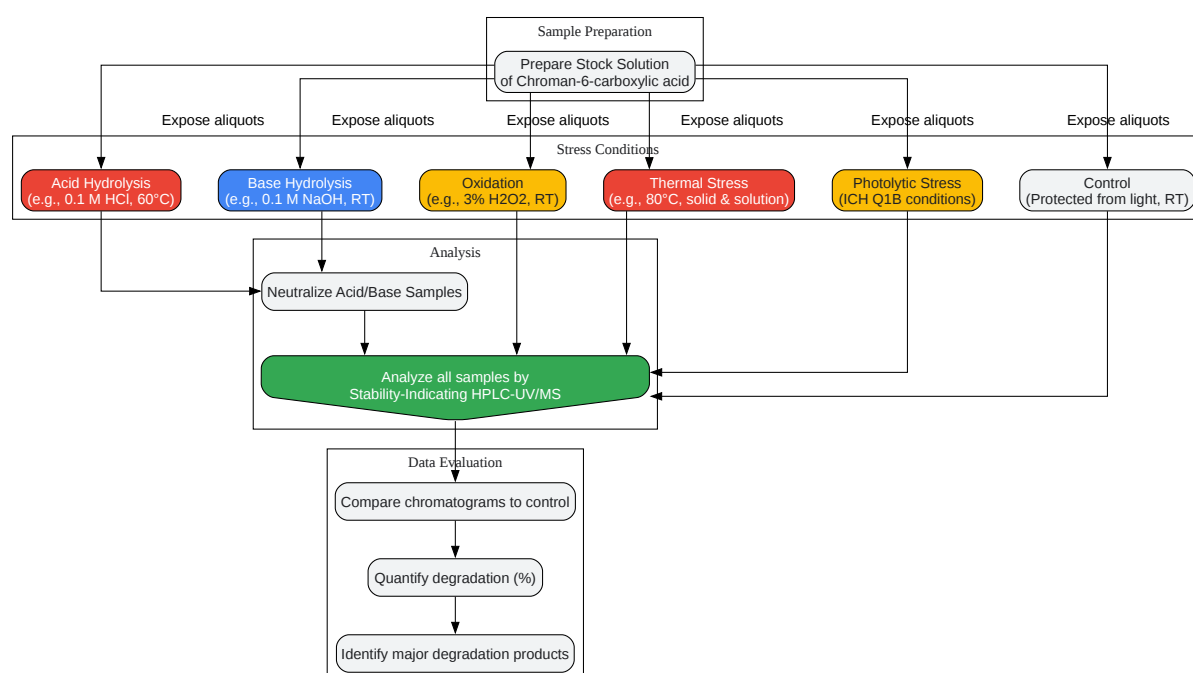 Sample Preparation
Prepare Stock Solution
of Chroman-6-carboxylic acid
Expose aliquots
Expose aliquots
Expose aliquots
Expose aliquots
Expose aliquots
Expose aliquots
Stress Conditions
Acid Hydrolysis
(e.g., 0.1 M HCl, 60°C)
Base Hydrolysis
(e.g., 0.1 M NaOH, RT)
Oxidation
(e.g., 3% H2O2, RT)
Thermal Stress
(e.g., 80°C, solid & solution)
Photolytic Stress
(ICH Q1B conditions)
Control
(Protected from light, RT)
Analysis
Neutralize Acid/Base Samples
Analyze all samples by
Stability-Indicating HPLC-UV/MS
Data Evaluation
Compare chromatograms to control
Quantify degradation (%)
Identify major degradation products